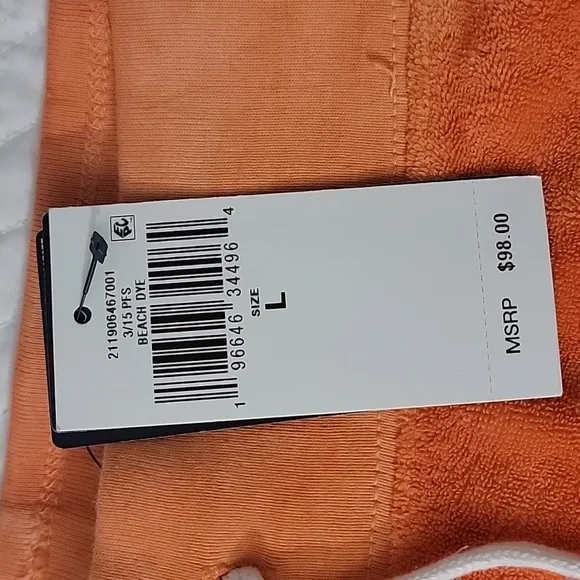 211906467001
3/15 PFS
BEACH DYE
1 96646 34496 4
SIZE
L
MSRP $98.00